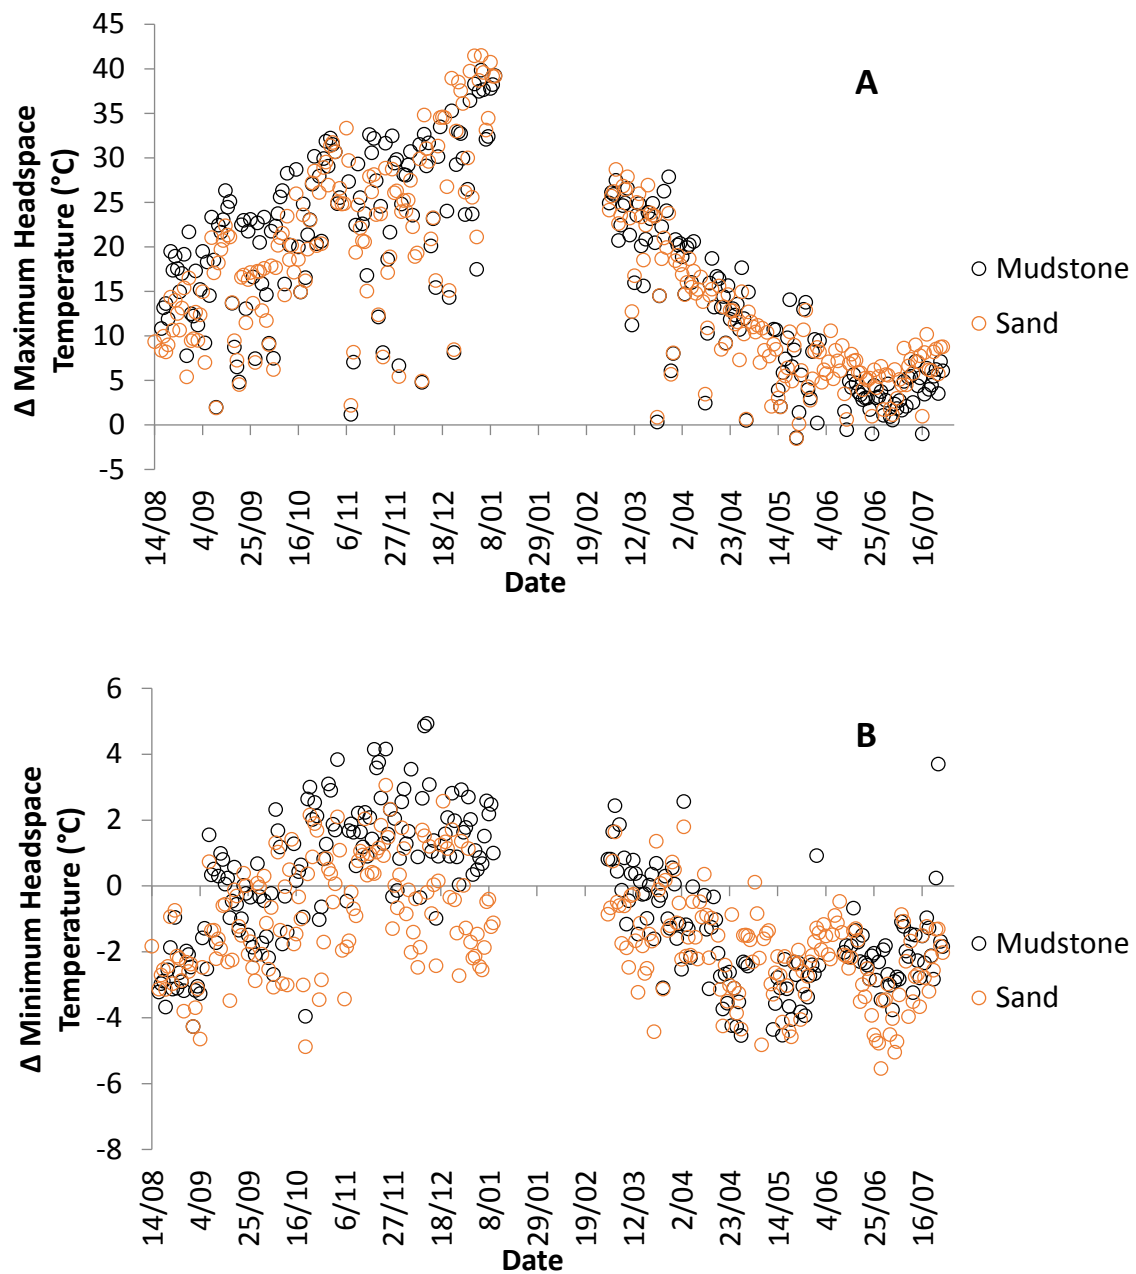 45
40
35
30
25
20
15
10
5
0
-5
Δ Maximum Headspace
Temperature (°C)
A
Mudstone
Sand
14/08 4/09 25/09 16/10 6/11 27/11 18/12 8/01 29/01 19/02 12/03 2/04 23/04 14/05 4/06 25/06 16/07
Date
6
4
2
0
-2
-4
-6
-8
Δ Minimum Headspace
Temperature (°C)
B
Mudstone
Sand
14/08 4/09 25/09 16/10 6/11 27/11 18/12 8/01 29/01 19/02 12/03 2/04 23/04 14/05 4/06 25/06 16/07
Date